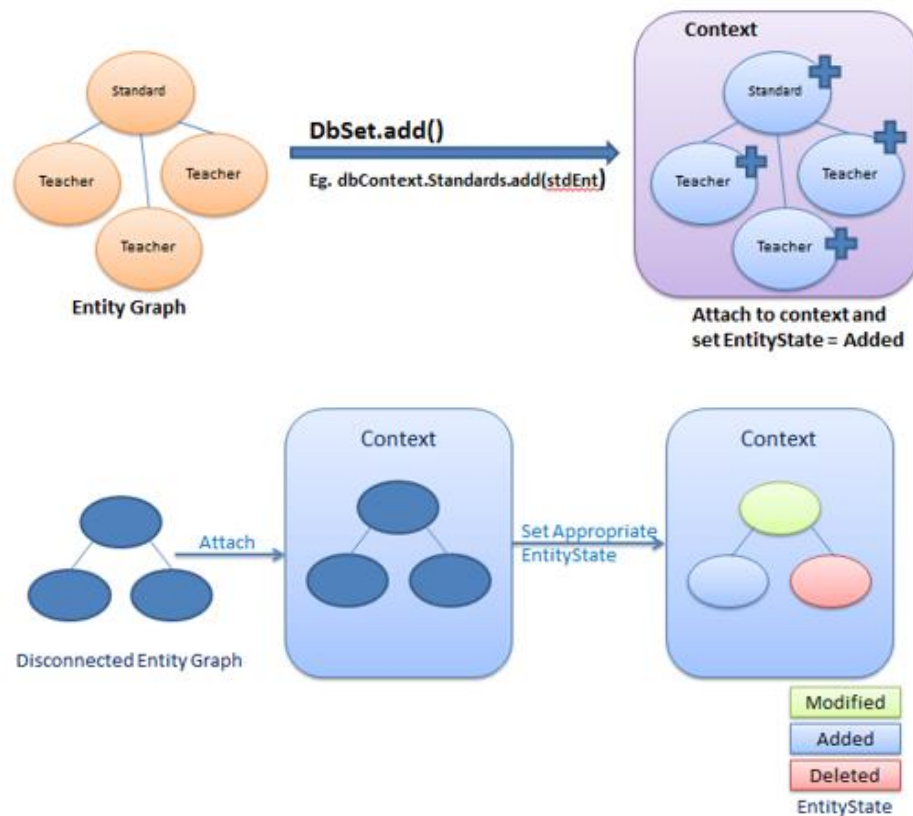 Context
Standard
Standard
DbSet.add()
Teacher
Teacher
Eg. dbContext.Standards.add(stdEnt)
Teacher
Teacher
Teacher
Teacher
Entity Graph
Attach to context and
set EntityState = Added
Context
Context
Attach
Set Appropriate
EntityState
Disconnected Entity Graph
Modified
Added
Deleted
EntityState